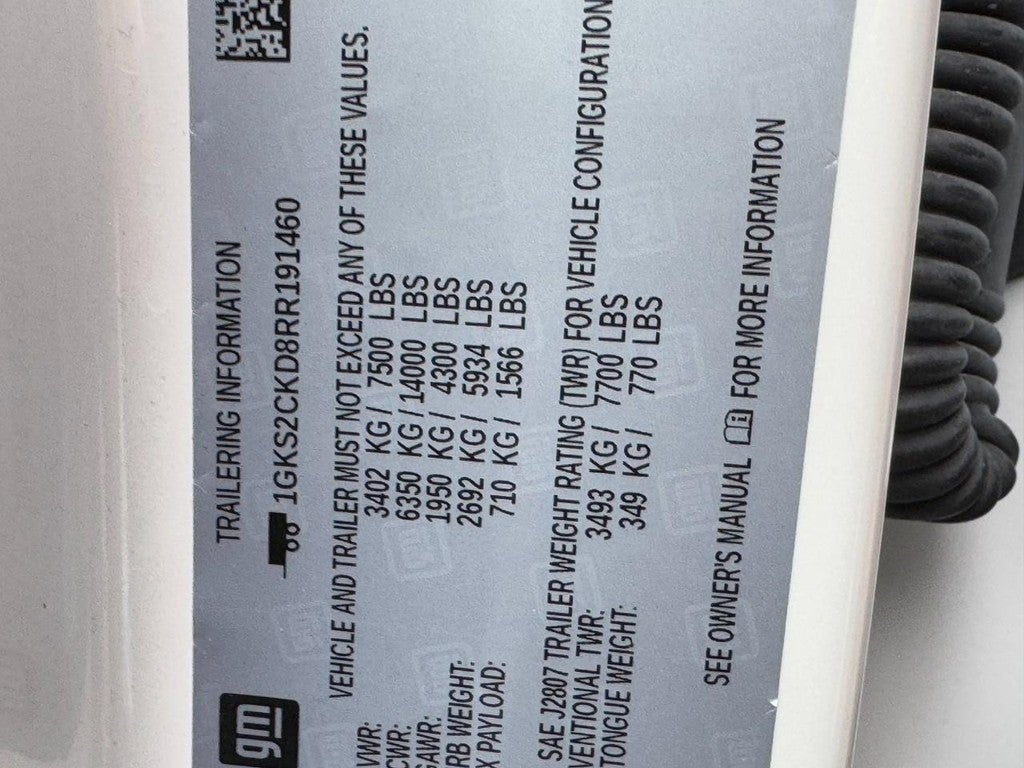 gm
TRAILERING INFORMATION
1GKS2CKD8RR191460
VEHICLE AND TRAILER MUST NOT EXCEED ANY OF THESE VALUES.
VWR: 3402 KG / 7500 LBS
CWR: 6350 KG / 14000 LBS
GAWR: 1950 KG / 4300 LBS
RB WEIGHT: 2692 KG / 5934 LBS
X PAYLOAD: 710 KG / 1566 LBS
SAE J2807 TRAILER WEIGHT RATING (TWR) FOR VEHICLE CONFIGURATION
VENTIONAL TWR: 3493 KG / 7700 LBS
TONGUE WEIGHT: 349 KG / 770 LBS
SEE OWNER'S MANUAL FOR MORE INFORMATION